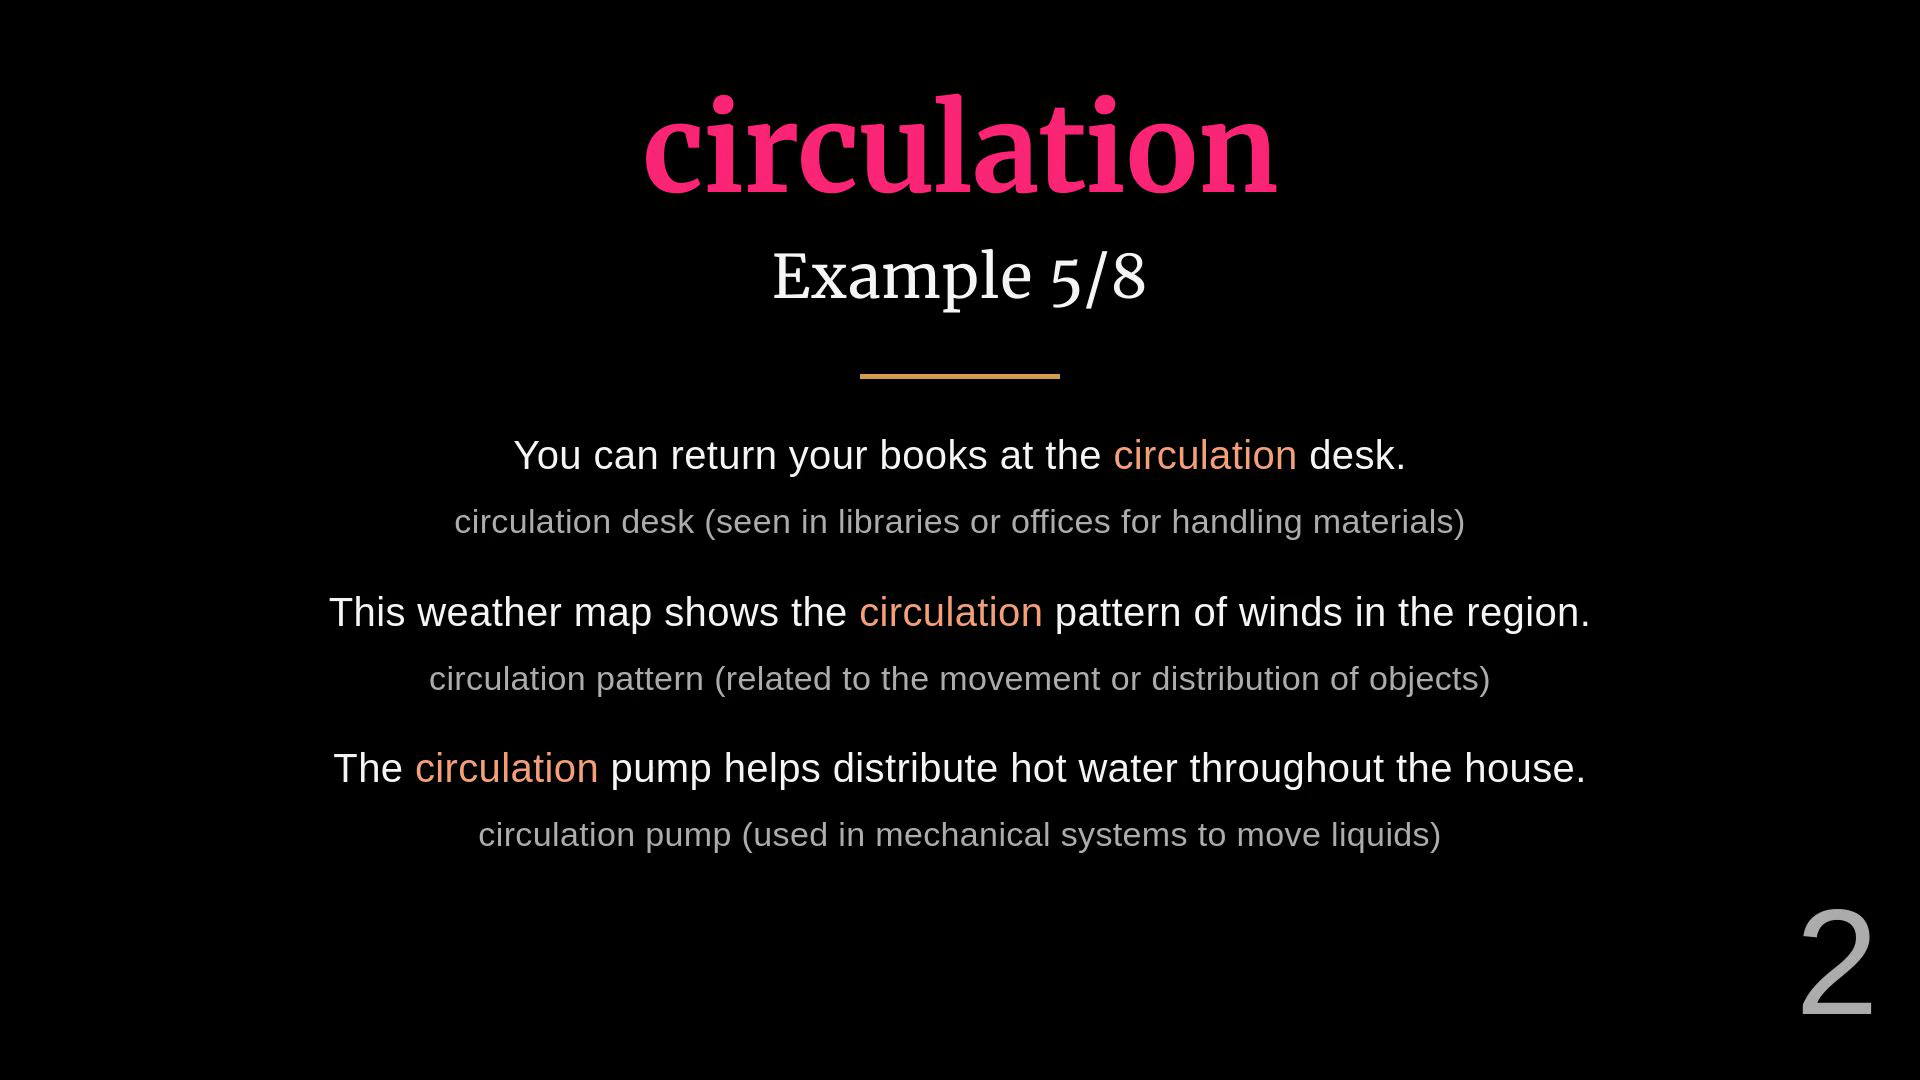 circulation
Example 5/8
You can return your books at the circulation desk.
circulation desk (seen in libraries or offices for handling materials)
This weather map shows the circulation pattern of winds in the region.
circulation pattern (related to the movement or distribution of objects)
The circulation pump helps distribute hot water throughout the house.
circulation pump (used in mechanical systems to move liquids)
2